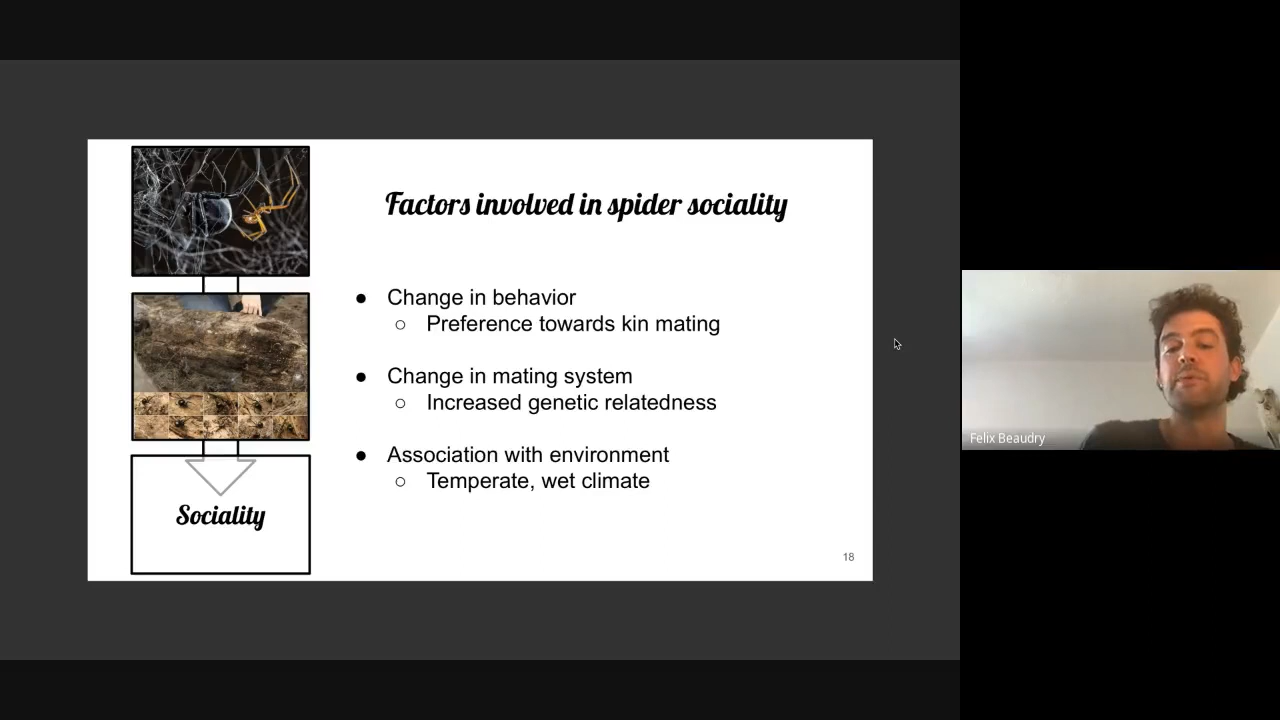 Factors involved in spider sociality
● Change in behavior
○ Preference towards kin mating
● Change in mating system
○ Increased genetic relatedness
● Association with environment
○ Temperate, wet climate
Sociality
18
Felix Beaudry